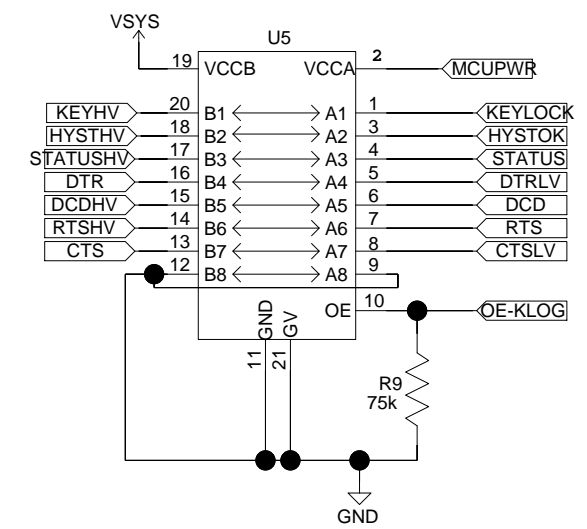 VSYS
U5
19 VCCB VCCA 2 MCUPWR
KEYHV 20 B1 A1 1 KEYLOCK
HYSTHV 18 B2 A2 3 HYSTOK
STATUSHV 17 B3 A3 4 STATUS
DTR 16 B4 A4 5 DTRLV
DCDHV 15 B5 A5 6 DCD
RTSHV 14 B6 A6 7 RTS
CTS 13 B7 A7 8 CTSLV
12 B8 A8 9
OE 10 OE-KLOG
GND GV
11 21
R9
75k
GND